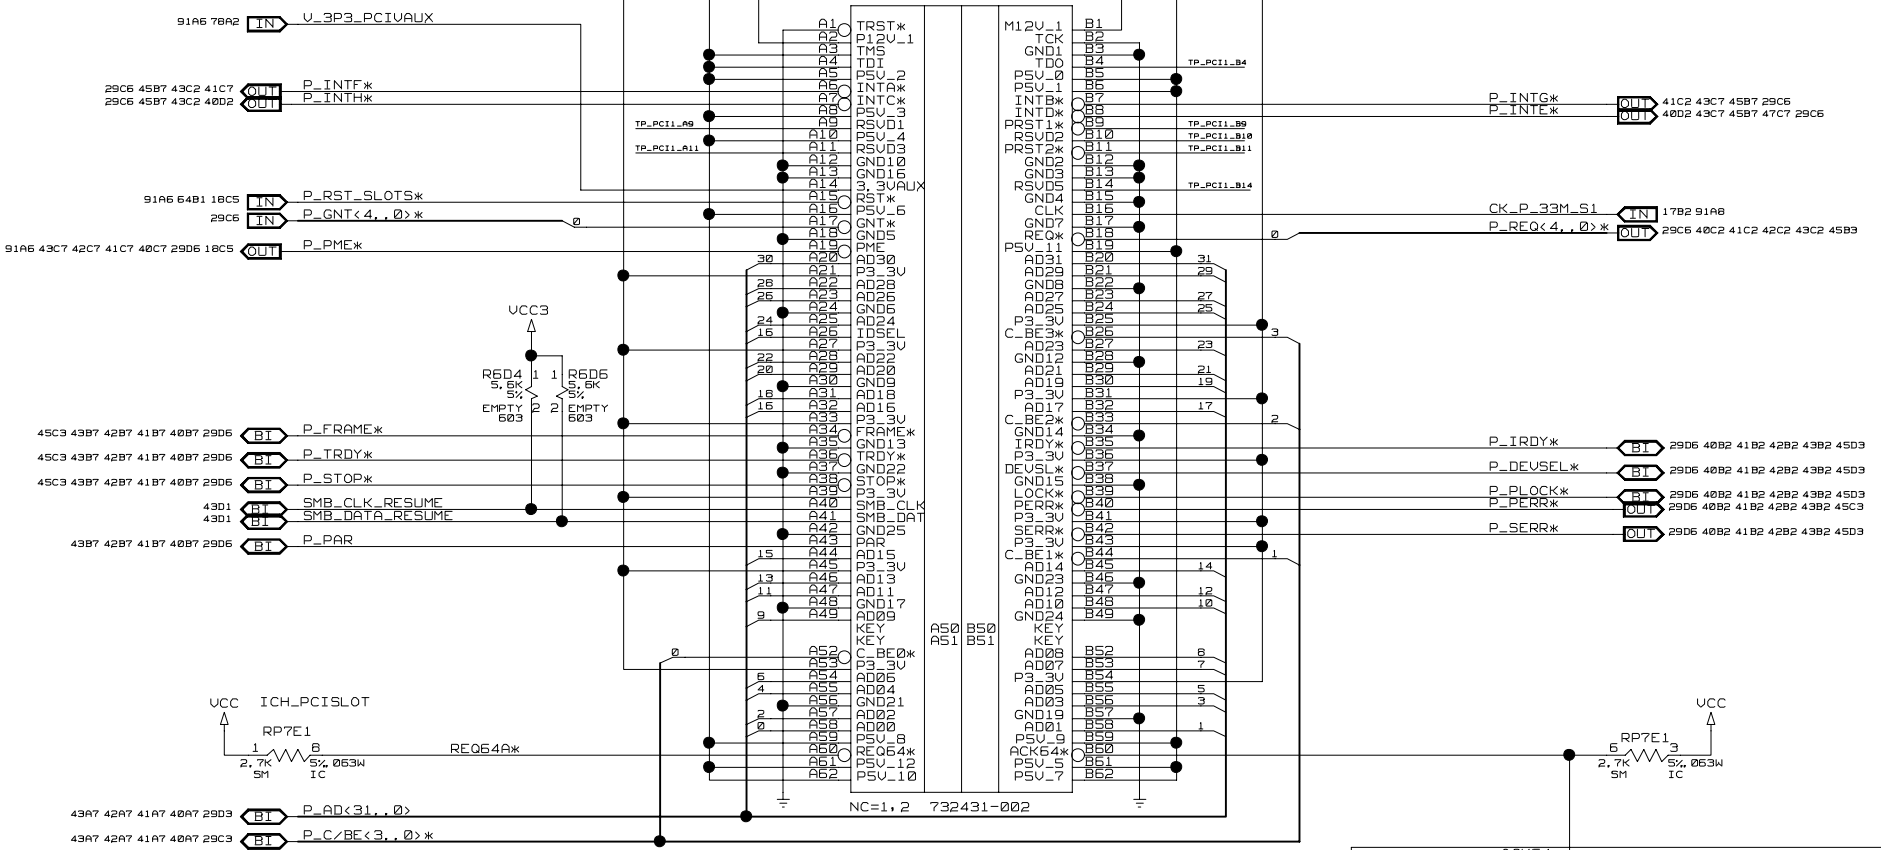 91A6 78A2 IN V_3P3_PCIVAUX
29C6 45B7 43C2 41C7 OUT P_INTF*
29C6 45B7 43C2 40D2 OUT P_INTH*
TP_PCI1_A9
TP_PCI1_A11
91A6 64B1 18C5 IN P_RST_SLOTS*
29C6 IN P_GNT<4..0>* 0
91A6 43C7 42C7 41C7 40C7 29D6 18C5 OUT P_PME*
VCC3
R6D4 1 1 R6D6
5.6K 5.6K
5% 5%
EMPTY 2 2 EMPTY
603 603
45C3 43B7 42B7 41B7 40B7 29D6 BI P_FRAME*
45C3 43B7 42B7 41B7 40B7 29D6 BI P_TRDY*
45C3 43B7 42B7 41B7 40B7 29D6 BI P_STOP*
43D1 BI SMB_CLK_RESUME
43D1 BI SMB_DATA_RESUME
43B7 42B7 41B7 40B7 29D6 BI P_PAR
VCC ICH_PCISLOT
RP7E1
1 8
2.7K 5%.063W
5M IC
REQ64A*
43A7 42A7 41A7 40A7 29D3 BI P_AD<31..0>
43A7 42A7 41A7 40A7 29C3 BI P_C/BE<3..0>*
A1 TRST* M12V_1 B1
A2 P12V_1 TCK B2
A3 TMS GND1 B3
A4 TDI TDO B4 TP_PCI1_B4
A5 P5V_2 P5V_0 B5
A6 INTA* P5V_1 B6
A7 INTC* INTB* B7
A8 P5V_3 INTD* B8
A9 RSVD1 PRST1* B9 TP_PCI1_B9
A10 P5V_4 RSVD2 B10 TP_PCI1_B10
A11 RSVD3 PRST2* B11 TP_PCI1_B11
A12 GND10 GND2 B12
A13 GND16 GND3 B13
A14 3.3VAUX RSVD5 B14 TP_PCI1_B14
A15 RST* GND4 B15
A16 P5V_6 CLK B16
A17 GNT* GND7 B17
A18 GND5 REQ* B18 0
A19 PME P5V_11 B19
30 A20 AD30 AD31 B20 31
A21 P3_3V AD29 B21 29
28 A22 AD28 GND8 B22
26 A23 AD26 AD27 B23 27
A24 GND6 AD25 B24 25
24 A25 AD24 P3_3V B25
16 A26 IDSEL C_BE3* B26 3
A27 P3_3V AD23 B27 23
22 A28 AD22 GND12 B28
20 A29 AD20 AD21 B29 21
A30 GND9 AD19 B30 19
18 A31 AD18 P3_3V B31
16 A32 AD16 AD17 B32 17
A33 P3_3V C_BE2* B33 2
A34 FRAME* GND14 B34
A35 GND13 IRDY* B35
A36 TRDY* P3_3V B36
A37 GND22 DEVSL* B37
A38 STOP* GND15 B38
A39 P3_3V LOCK* B39
A40 SMB_CLK PERR* B40
A41 SMB_DAT P3_3V B41
A42 GND25 SERR* B42
A43 PAR P3_3V B43
15 A44 AD15 C_BE1* B44 1
A45 P3_3V AD14 B45 14
13 A46 AD13 GND23 B46
11 A47 AD11 AD12 B47 12
A48 GND17 AD10 B48 10
9 A49 AD09 GND24 B49
KEY A50 B50 KEY
KEY A51 B51 KEY
0 A52 C_BE0* AD08 B52 8
A53 P3_3V AD07 B53 7
6 A54 AD06 P3_3V B54
4 A55 AD04 AD05 B55 5
A56 GND21 AD03 B56 3
2 A57 AD02 GND19 B57
0 A58 AD00 AD01 B58 1
A59 P5V_8 P5V_9 B59
A60 REQ64* ACK64* B60
A61 P5V_12 P5V_5 B61
A62 P5V_10 P5V_7 B62
NC=1,2 732431-002
P_INTG* OUT 41C2 43C7 45B7 29C6
P_INTE* OUT 40D2 43C7 45B7 47C7 29C6
CK_P_33M_S1 IN 17B2 91A8
P_REQ<4..0>* OUT 29C6 40C2 41C2 42C2 43C2 45B3
P_IRDY* BI 29D6 40B2 41B2 42B2 43B2 45D3
P_DEVSEL* BI 29D6 40B2 41B2 42B2 43B2 45D3
P_PLOCK* BI 29D6 40B2 41B2 42B2 43B2 45D3
P_PERR* OUT 29D6 40B2 41B2 42B2 43B2 45C3
P_SERR* OUT 29D6 40B2 41B2 42B2 43B2 45D3
VCC
RP7E1
6 3
2.7K 5%.063W
5M IC